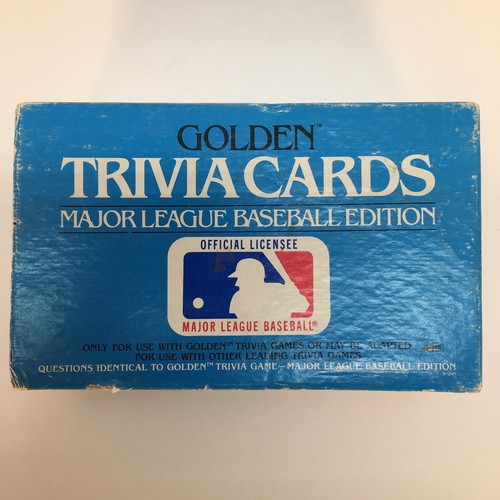 GOLDEN™
TRIVIA CARDS
MAJOR LEAGUE BASEBALL EDITION
OFFICIAL LICENSEE
MAJOR LEAGUE BASEBALL®
ONLY FOR USE WITH GOLDEN™ TRIVIA GAMES OR MAY BE ADAPTED
FOR USE WITH OTHER LEADING TRIVIA GAMES
QUESTIONS IDENTICAL TO GOLDEN™ TRIVIA GAME—MAJOR LEAGUE BASEBALL EDITION